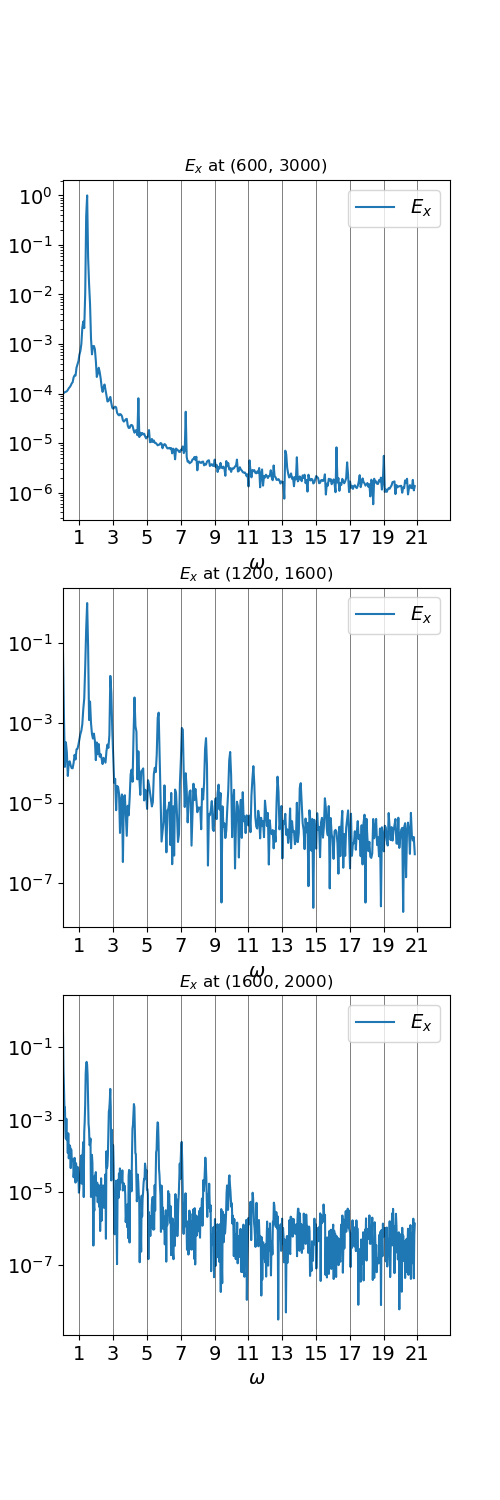 E_x at (600, 3000)
E_x
10^0
10^-1
10^-2
10^-3
10^-4
10^-5
10^-6
1 3 5 7 9 11 13 15 17 19 21
ω
E_x at (1200, 1600)
E_x
10^-1
10^-3
10^-5
10^-7
1 3 5 7 9 11 13 15 17 19 21
ω
E_x at (1600, 2000)
E_x
10^-1
10^-3
10^-5
10^-7
1 3 5 7 9 11 13 15 17 19 21
ω